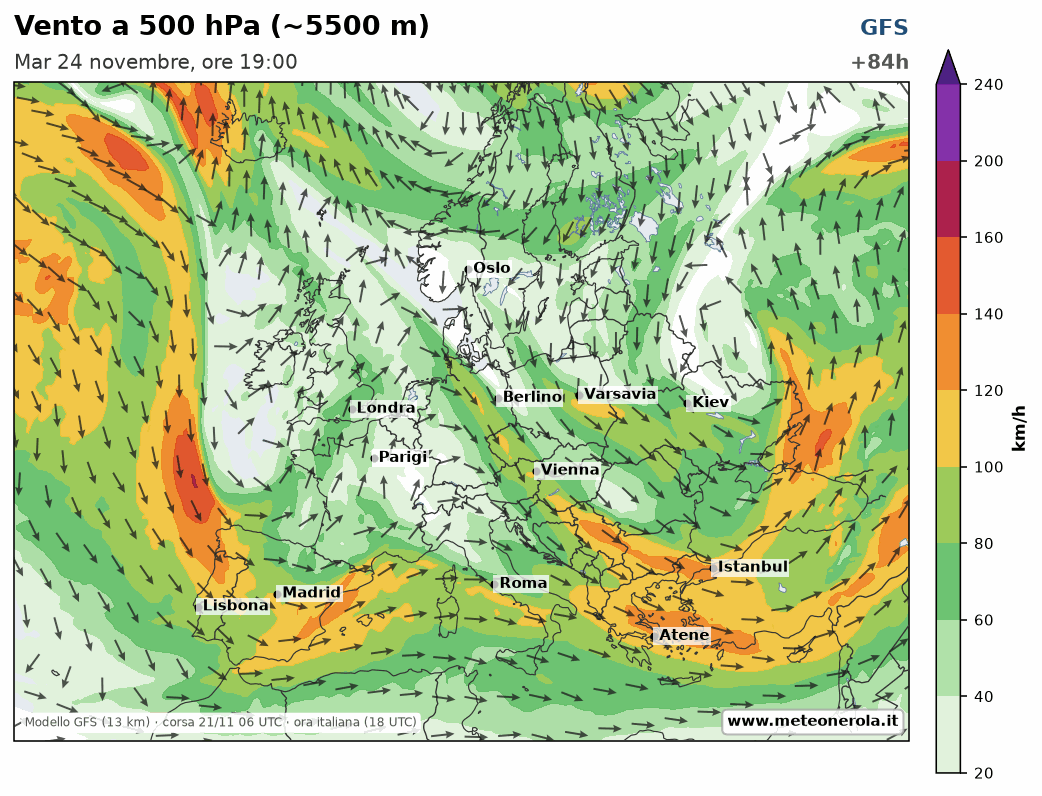 Vento a 500 hPa (~5500 m)
GFS
Mar 24 novembre, ore 19:00
+84h
240
200
160
140
120
100
80
60
40
20
km/h
Oslo
Londra
Berlino
Varsavia
Kiev
Parigi
Vienna
Istanbul
Roma
Madrid
Lisbona
Atene
Modello GFS (13 km) · corsa 21/11 06 UTC · ora italiana (18 UTC)
www.meteonerola.it